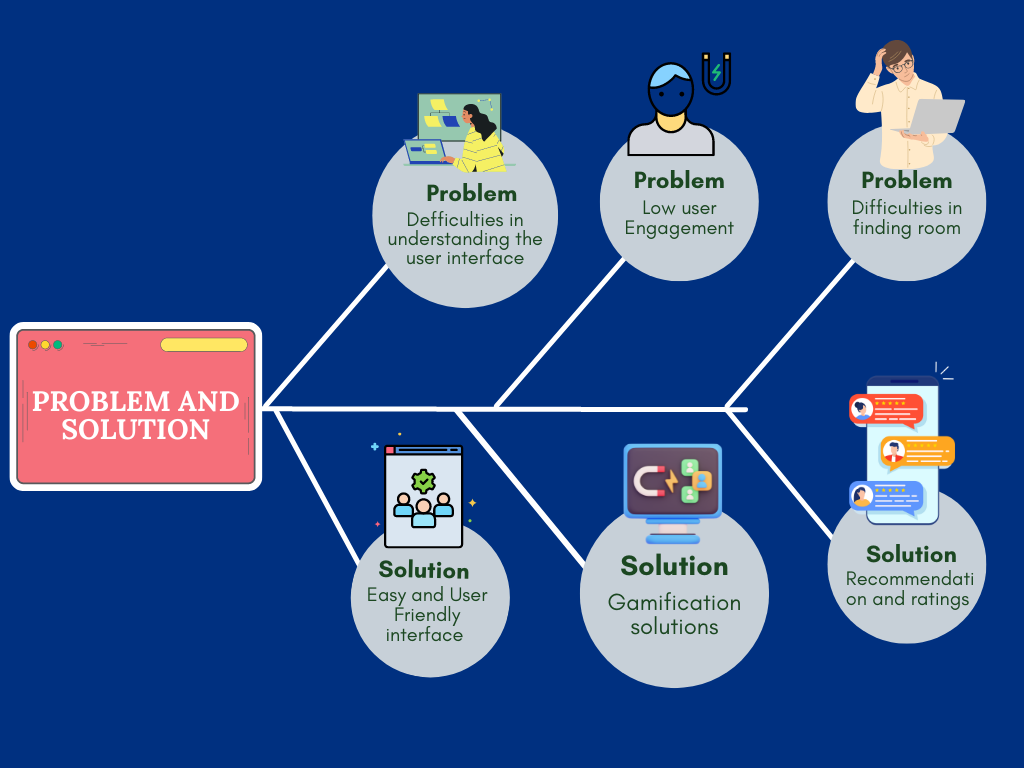 Problem
Defficulties in
understanding the
user interface
Problem
Low user
Engagement
Problem
Difficulties in
finding room
PROBLEM AND
SOLUTION
Solution
Easy and User
Friendly
interface
Solution
Gamification
solutions
Solution
Recommendati
on and ratings